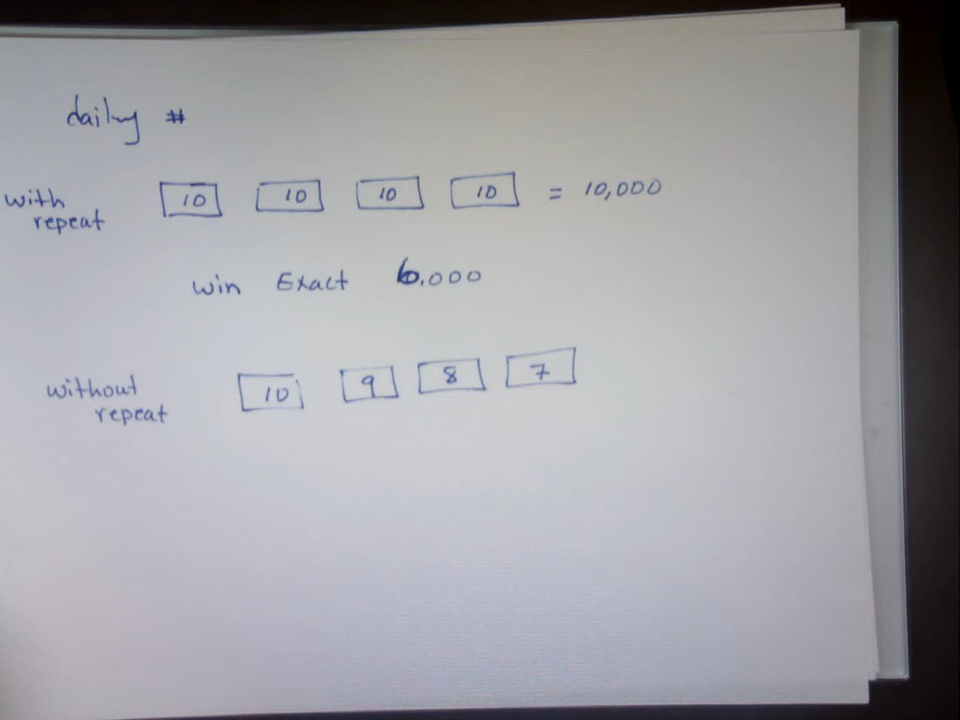 daily #
with repeat 10 10 10 10 = 10,000
win Exact 6.000
without repeat 10 9 8 7